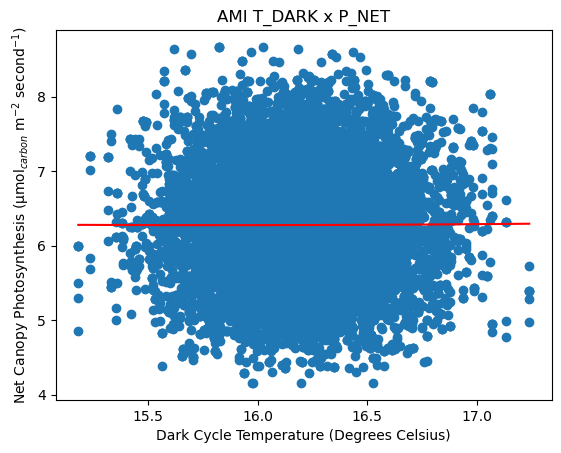 AMI T_DARK x P_NET
Net Canopy Photosynthesis (μmol_carbon m⁻² second⁻¹)
8
7
6
5
4
15.5 16.0 16.5 17.0
Dark Cycle Temperature (Degrees Celsius)